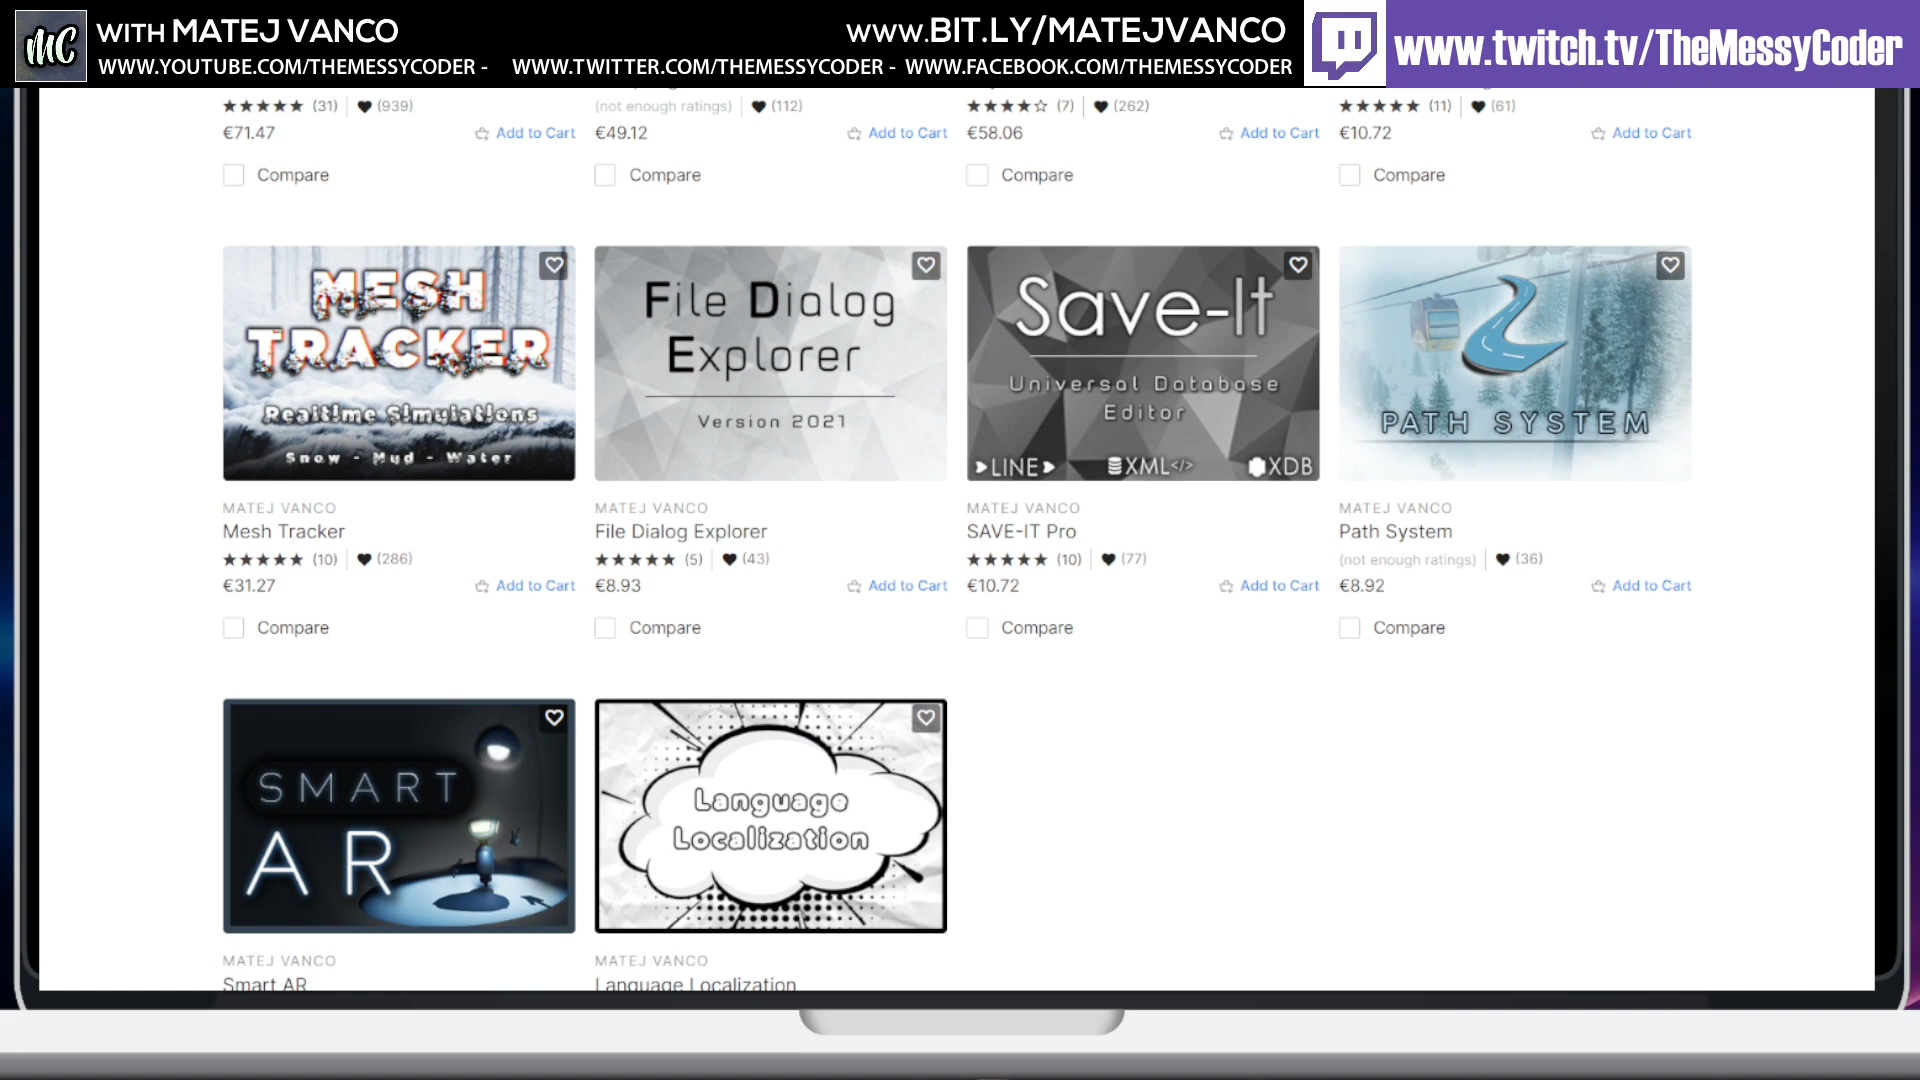 MC
WITH MATEJ VANCO
WWW.BIT.LY/MATEJVANCO
WWW.YOUTUBE.COM/THEMESSYCODER - WWW.TWITTER.COM/THEMESSYCODER - WWW.FACEBOOK.COM/THEMESSYCODER
www.twitch.tv/TheMessyCoder
★★★★★ (31) (939)
(not enough ratings) (112)
★★★★☆ (7) (262)
★★★★★ (11) (61)
€71.47 Add to Cart
€49.12 Add to Cart
€58.06 Add to Cart
€10.72 Add to Cart
Compare
Compare
Compare
Compare
MESH
TRACKER
Realtime Simulations
Snow - Mud - Water
File Dialog
Explorer
Version 2021
Save-It
Universal Database
Editor
LINE XML</> XDB
PATH SYSTEM
MATEJ VANCO
Mesh Tracker
★★★★★ (10) (286)
€31.27 Add to Cart
Compare
MATEJ VANCO
File Dialog Explorer
★★★★★ (5) (43)
€8.93 Add to Cart
Compare
MATEJ VANCO
SAVE-IT Pro
★★★★★ (10) (77)
€10.72 Add to Cart
Compare
MATEJ VANCO
Path System
(not enough ratings) (36)
€8.92 Add to Cart
Compare
SMART
AR
Language
Localization
MATEJ VANCO
Smart AR
MATEJ VANCO
Language Localization